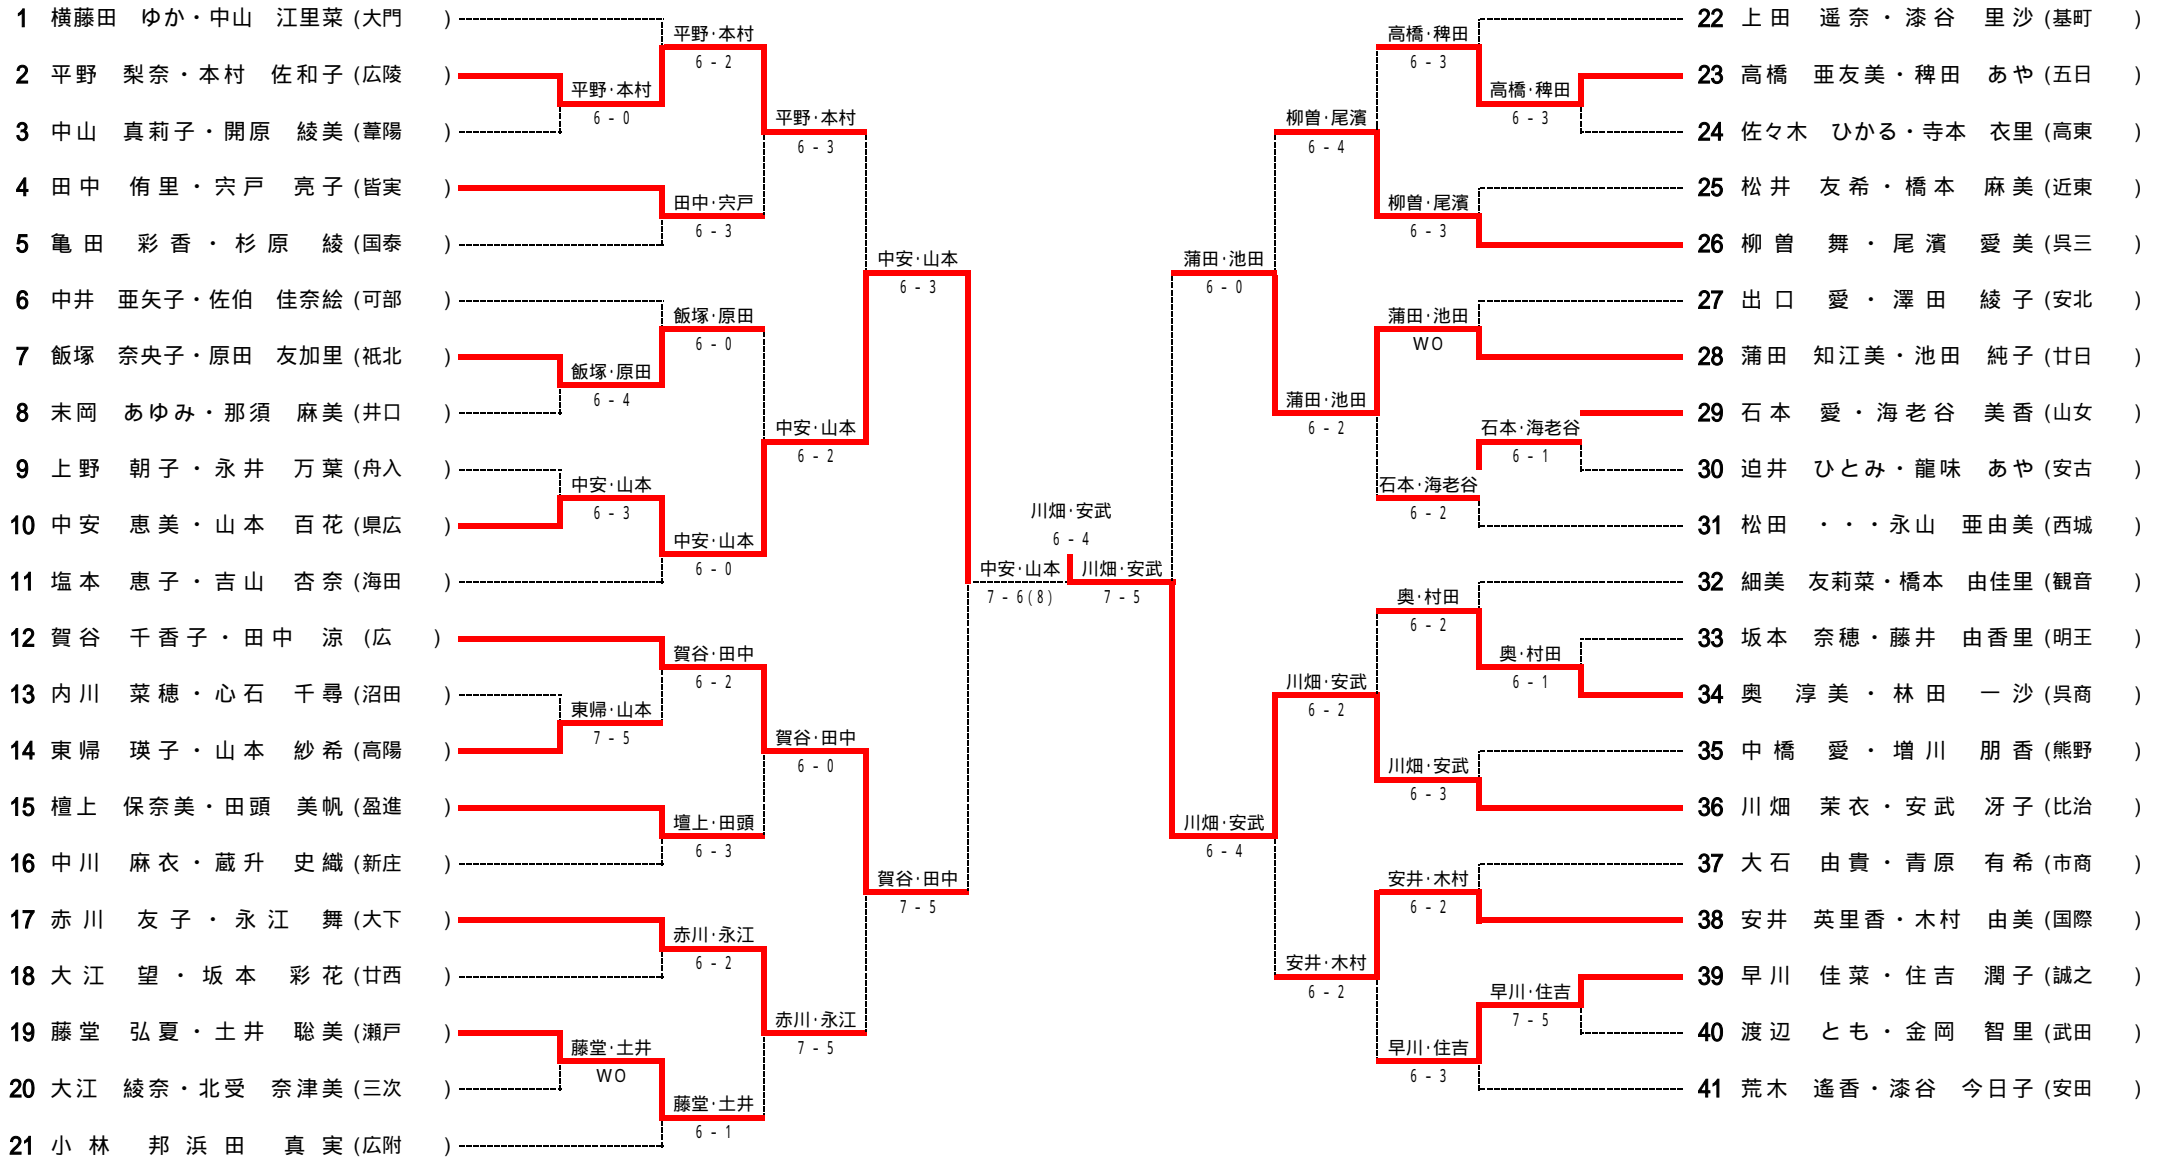 1 横藤田 ゆか・中山 江里菜 (大門 )
2 平野 梨奈・本村 佐和子 (広陵 )
3 中山 真莉子・開原 綾美 (葦陽 )
4 田中 侑里・宍戸 亮子 (皆実 )
5 亀田 彩香・杉原 綾 (国泰 )
6 中井 亜矢子・佐伯 佳奈絵 (可部 )
7 飯塚 奈央子・原田 友加里 (祇北 )
8 末岡 あゆみ・那須 麻美 (井口 )
9 上野 朝子・永井 万葉 (舟入 )
10 中安 恵美・山本 百花 (県広 )
11 塩本 恵子・吉山 杏奈 (海田 )
12 賀谷 千香子・田中 涼 (広 )
13 内川 菜穂・心石 千尋 (沼田 )
14 東帰 瑛子・山本 紗希 (高陽 )
15 檀上 保奈美・田頭 美帆 (盈進 )
16 中川 麻衣・蔵升 史織 (新庄 )
17 赤川 友子・永江 舞 (大下 )
18 大江 望・坂本 彩花 (廿西 )
19 藤堂 弘夏・土井 聡美 (瀬戸 )
20 大江 綾奈・北受 奈津美 (三次 )
21 小林 邦浜田 真実 (広附 )
平野・本村
6 - 0
飯塚・原田
6 - 4
中安・山本
6 - 3
東帰・山本
7 - 5
藤堂・土井
WO
平野・本村
6 - 2
田中・宍戸
6 - 3
飯塚・原田
6 - 0
中安・山本
6 - 0
賀谷・田中
6 - 2
壇上・田頭
6 - 3
赤川・永江
6 - 2
藤堂・土井
6 - 1
平野・本村
6 - 3
中安・山本
6 - 2
賀谷・田中
6 - 0
赤川・永江
7 - 5
中安・山本
6 - 3
賀谷・田中
7 - 5
中安・山本
7 - 6(8)
川畑・安武
6 - 4
川畑・安武
7 - 5
蒲田・池田
6 - 0
川畑・安武
6 - 4
柳曽・尾濱
6 - 4
蒲田・池田
6 - 2
川畑・安武
6 - 2
安井・木村
6 - 2
高橋・稗田
6 - 3
柳曽・尾濱
6 - 3
蒲田・池田
WO
石本・海老谷
6 - 2
奥・村田
6 - 2
川畑・安武
6 - 3
安井・木村
6 - 2
早川・住吉
6 - 3
高橋・稗田
6 - 3
石本・海老谷
6 - 1
奥・村田
6 - 1
早川・住吉
7 - 5
22 上田 遥奈・漆谷 里沙 (基町 )
23 高橋 亜友美・稗田 あや (五日 )
24 佐々木 ひかる・寺本 衣里 (高東 )
25 松井 友希・橋本 麻美 (近東 )
26 柳曽 舞・尾濱 愛美 (呉三 )
27 出口 愛・澤田 綾子 (安北 )
28 蒲田 知江美・池田 純子 (廿日 )
29 石本 愛・海老谷 美香 (山女 )
30 迫井 ひとみ・龍味 あや (安古 )
31 松田 ・・・永山 亜由美 (西城 )
32 細美 友莉菜・橋本 由佳里 (観音 )
33 坂本 奈穂・藤井 由香里 (明王 )
34 奥 淳美・林田 一沙 (呉商 )
35 中橋 愛・増川 朋香 (熊野 )
36 川畑 茉衣・安武 冴子 (比治 )
37 大石 由貴・青原 有希 (市商 )
38 安井 英里香・木村 由美 (国際 )
39 早川 佳菜・住吉 潤子 (誠之 )
40 渡辺 とも・金岡 智里 (武田 )
41 荒木 遙香・漆谷 今日子 (安田 )